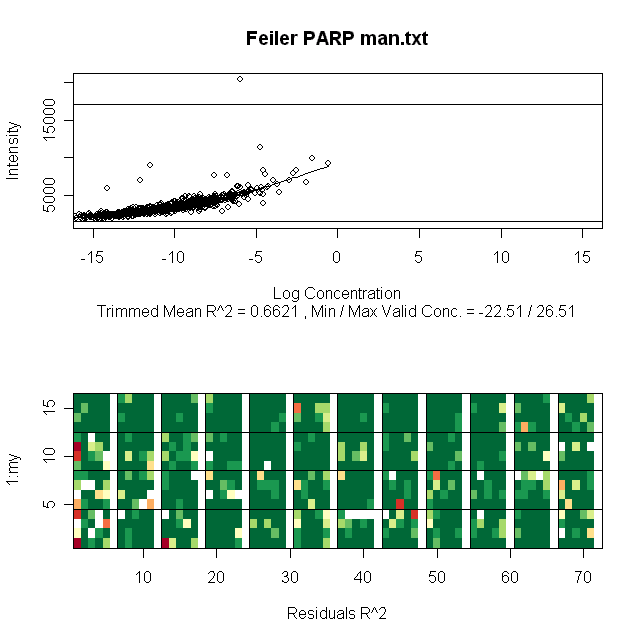 Feiler PARP man.txt
Intensity
15000
5000
-15 -10 -5 0 5 10 15
Log Concentration
Trimmed Mean R^2 = 0.6621 , Min / Max Valid Conc. = -22.51 / 26.51
1:my
15
10
5
10 20 30 40 50 60 70
Residuals R^2